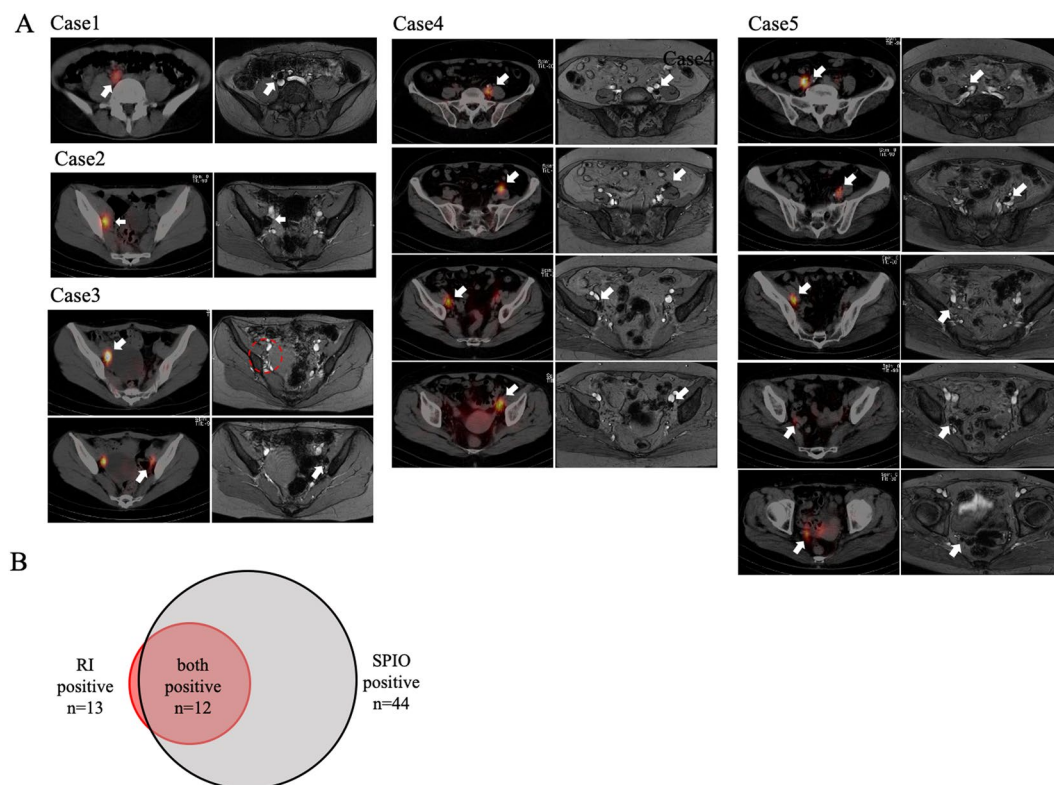 A
Case1
Case2
Case3
Case4
Case4
Case5
B
RI
positive
n=13
both
positive
n=12
SPIO
positive
n=44